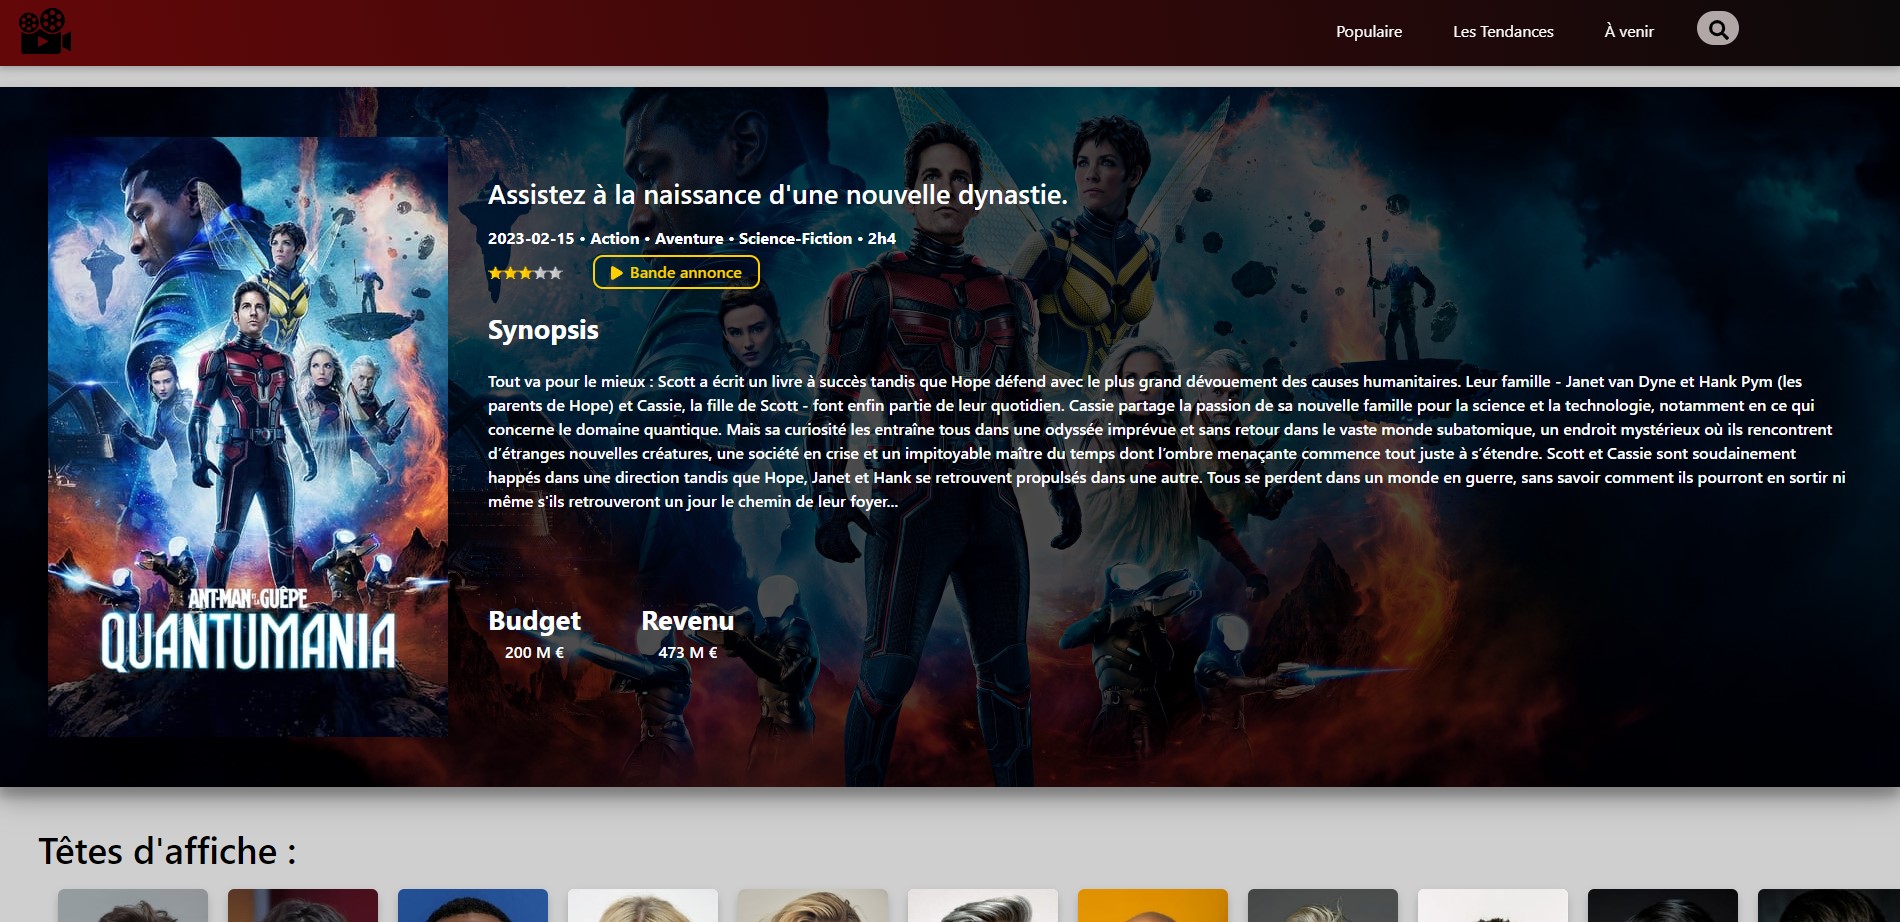 Populaire Les Tendances À venir
Assistez à la naissance d'une nouvelle dynastie.
2023-02-15 • Action • Aventure • Science-Fiction • 2h4
Bande annonce
Synopsis
Tout va pour le mieux : Scott a écrit un livre à succès tandis que Hope défend avec le plus grand dévouement des causes humanitaires. Leur famille - Janet van Dyne et Hank Pym (les
parents de Hope) et Cassie, la fille de Scott - font enfin partie de leur quotidien. Cassie partage la passion de sa nouvelle famille pour la science et la technologie, notamment en ce qui
concerne le domaine quantique. Mais sa curiosité les entraîne tous dans une odyssée imprévue et sans retour dans le vaste monde subatomique, un endroit mystérieux où ils rencontrent
d’étranges nouvelles créatures, une société en crise et un impitoyable maître du temps dont l’ombre menaçante commence tout juste à s’étendre. Scott et Cassie sont soudainement
happés dans une direction tandis que Hope, Janet et Hank se retrouvent propulsés dans une autre. Tous se perdent dans un monde en guerre, sans savoir comment ils pourront en sortir ni
même s'ils retrouveront un jour le chemin de leur foyer...
ANT-MAN ET LA GUÊPE
QUANTUMANIA
Budget Revenu
200 M € 473 M €
Têtes d'affiche :